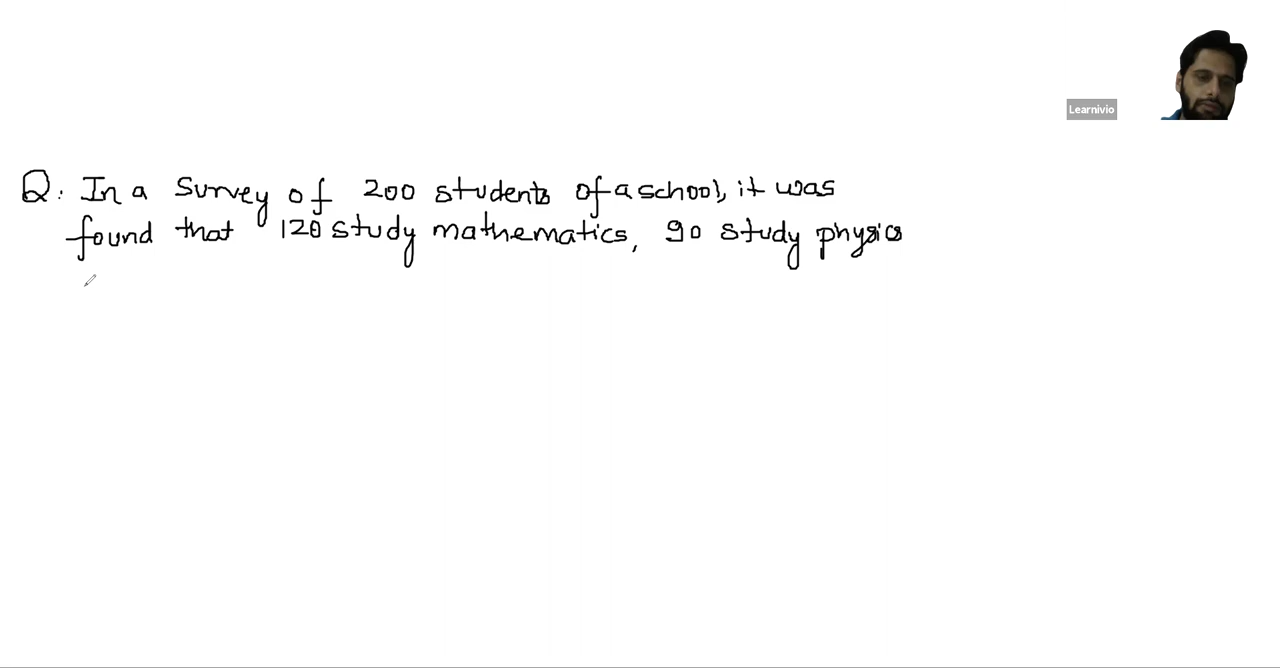 Learnivio
Q: In a survey of 200 students of a school, it was
found that 120 study mathematics, 90 study physics